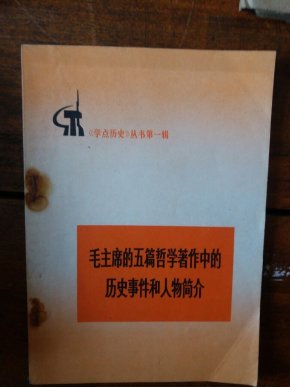 《学点历史》丛书第一辑
毛主席的五篇哲学著作中的
历史事件和人物简介